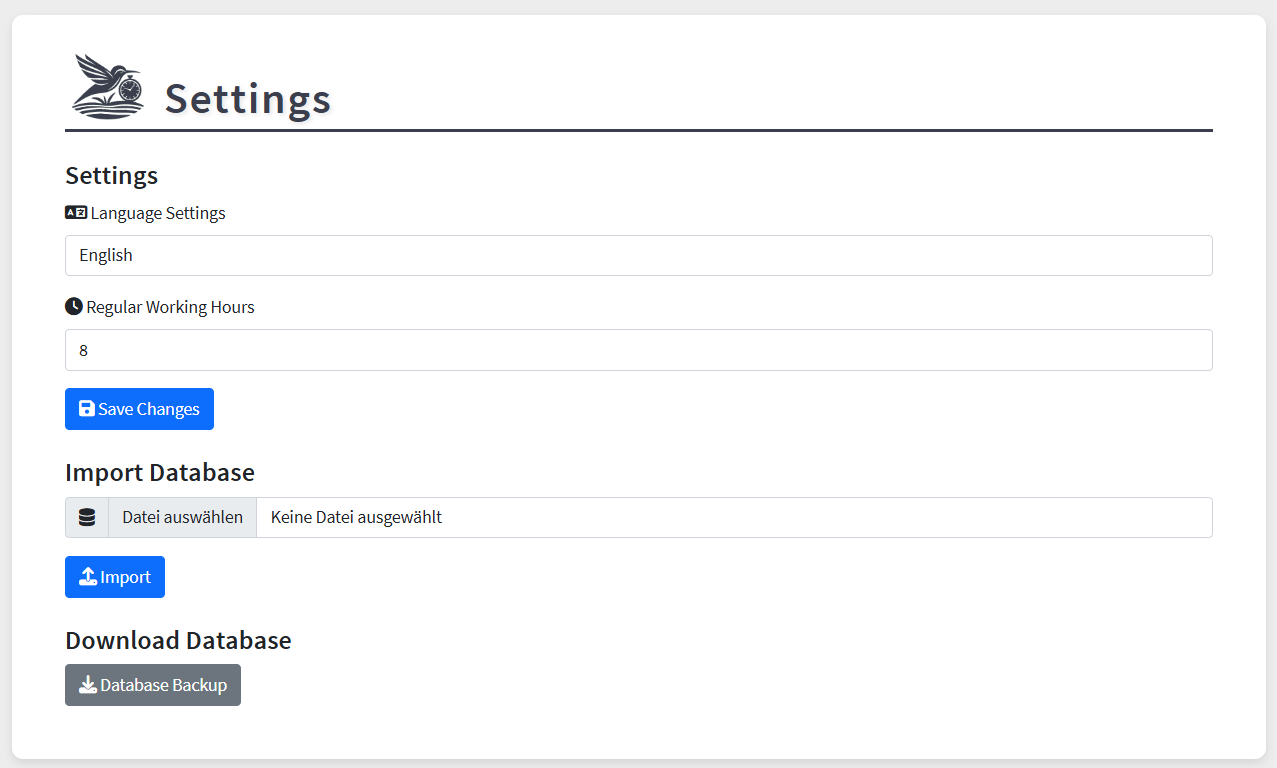 Settings
Settings
Language Settings
English
Regular Working Hours
8
Save Changes
Import Database
Datei auswählen Keine Datei ausgewählt
Import
Download Database
Database Backup